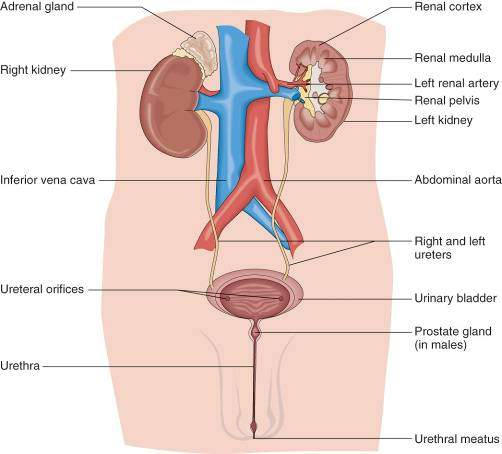 Adrenal gland
Right kidney
Inferior vena cava
Ureteral orifices
Urethra
Renal cortex
Renal medulla
Left renal artery
Renal pelvis
Left kidney
Abdominal aorta
Right and left
ureters
Urinary bladder
Prostate gland
(in males)
Urethral meatus